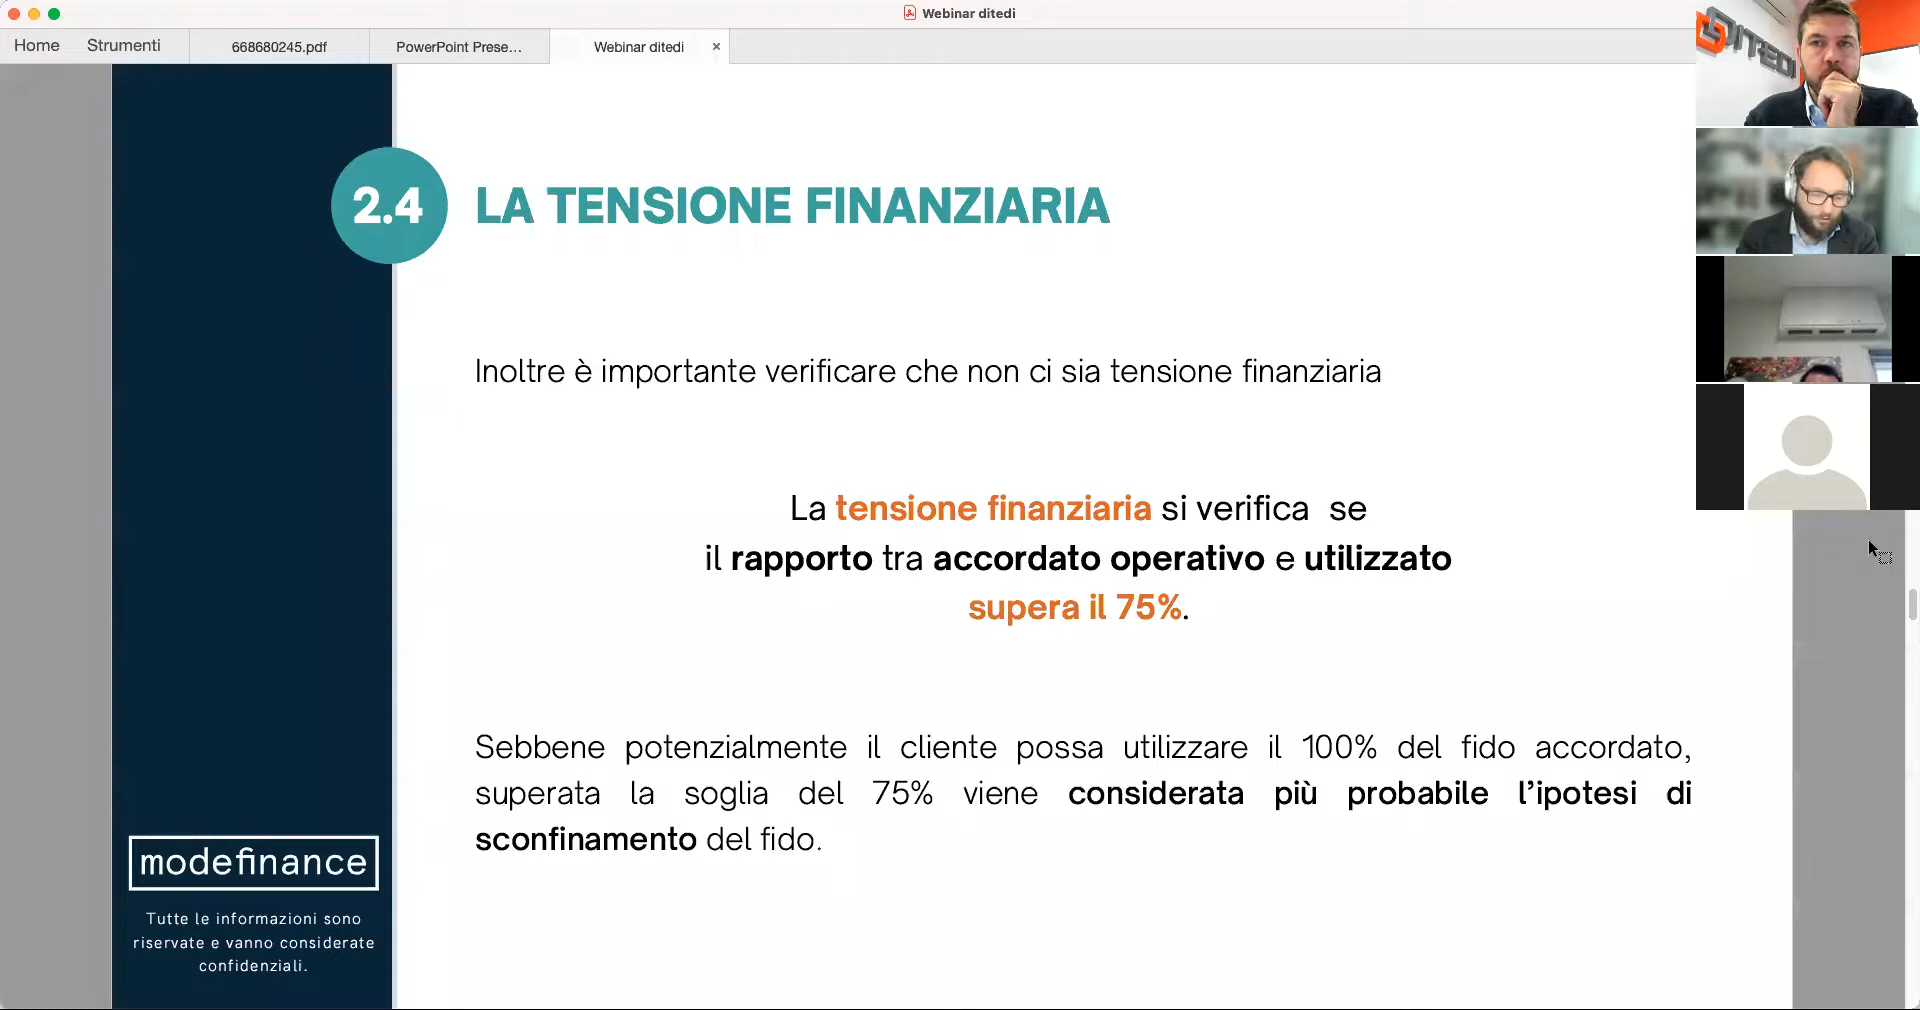 Webinar ditedi
Home Strumenti 668680245.pdf PowerPoint Prese... Webinar ditedi ×
DITEDI
2.4 LA TENSIONE FINANZIARIA
Inoltre è importante verificare che non ci sia tensione finanziaria
La tensione finanziaria si verifica se
il rapporto tra accordato operativo e utilizzato
supera il 75%.
Sebbene potenzialmente il cliente possa utilizzare il 100% del fido accordato,
superata la soglia del 75% viene considerata più probabile l’ipotesi di
sconfinamento del fido.
modefinance
Tutte le informazioni sono
riservate e vanno considerate
confidenziali.